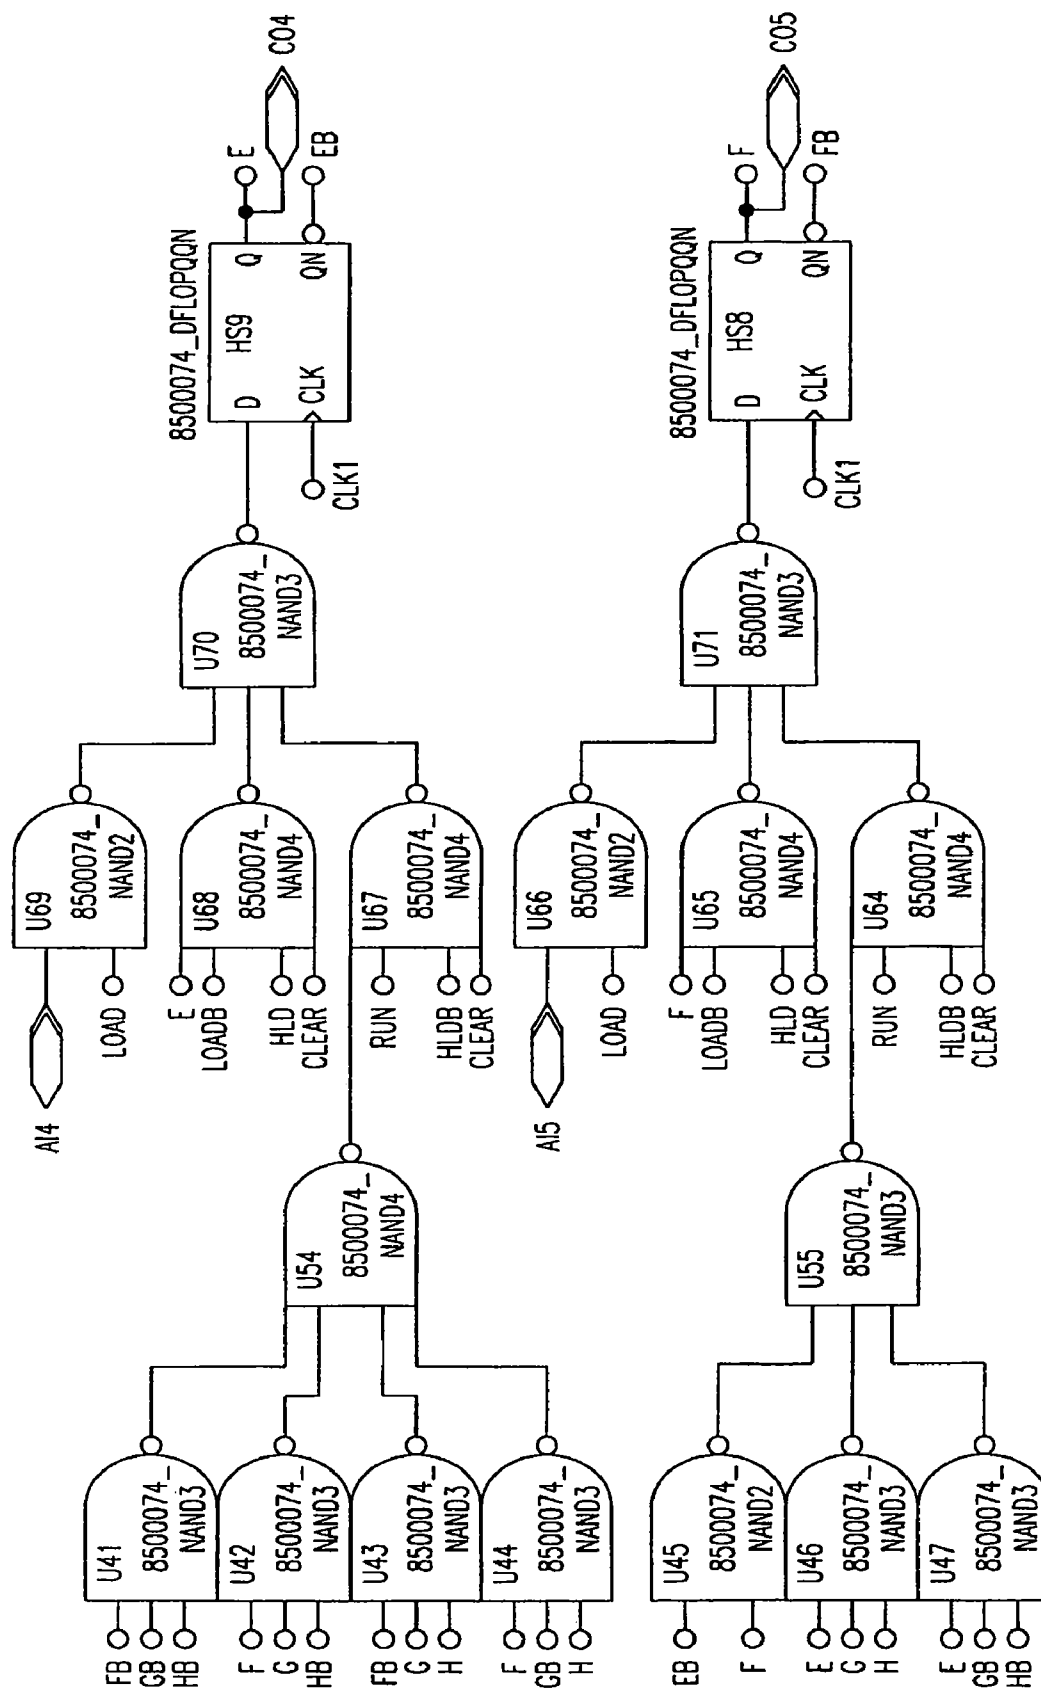 FB
GB
HB
U41
8500074_
NAND3
F
G
HB
U42
8500074_
NAND3
FB
G
H
U43
8500074_
NAND3
F
GB
H
U44
8500074_
NAND3
U54
8500074_
NAND4
AI4
LOAD
U69
8500074_
NAND2
E
LOADB
HLD
CLEAR
U68
8500074_
NAND4
RUN
HLDB
CLEAR
U67
8500074_
NAND4
U70
8500074_
NAND3
8500074_DFLOPQQN
D
Q
HS9
CLK
QN
CLK1
E
EB
CO4
EB
F
U45
8500074_
NAND2
E
G
H
U46
8500074_
NAND3
E
GB
HB
U47
8500074_
NAND3
U55
8500074_
NAND3
AI5
LOAD
U66
8500074_
NAND2
F
LOADB
HLD
CLEAR
U65
8500074_
NAND4
RUN
HLDB
CLEAR
U64
8500074_
NAND4
U71
8500074_
NAND3
8500074_DFLOPQQN
D
Q
HS8
CLK
QN
CLK1
F
FB
CO5